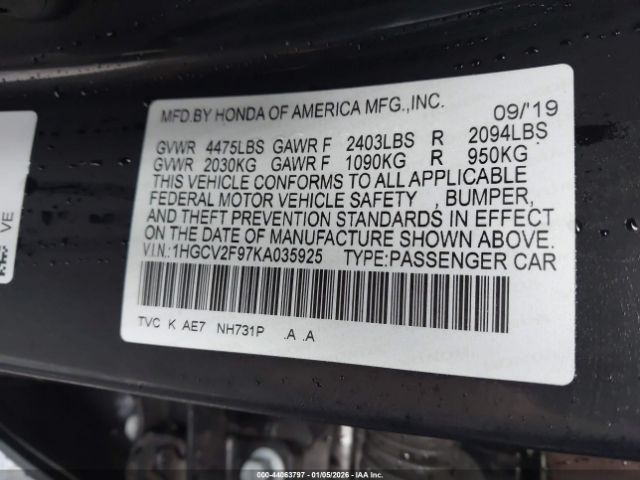 MFD.BY HONDA OF AMERICA MFG.,INC. 09/'19
GVWR 4475LBS GAWR F 2403LBS R 2094LBS
GVWR 2030KG GAWR F 1090KG R 950KG
THIS VEHICLE CONFORMS TO ALL APPLICABLE
FEDERAL MOTOR VEHICLE SAFETY , BUMPER,
AND THEFT PREVENTION STANDARDS IN EFFECT
ON THE DATE OF MANUFACTURE SHOWN ABOVE.
V.I.N.:1HGCV2F97KA035925 TYPE:PASSENGER CAR
TVC K AE7 NH731P .A .A
VE
000-44063797 - 01/05/2026 - IAA Inc.